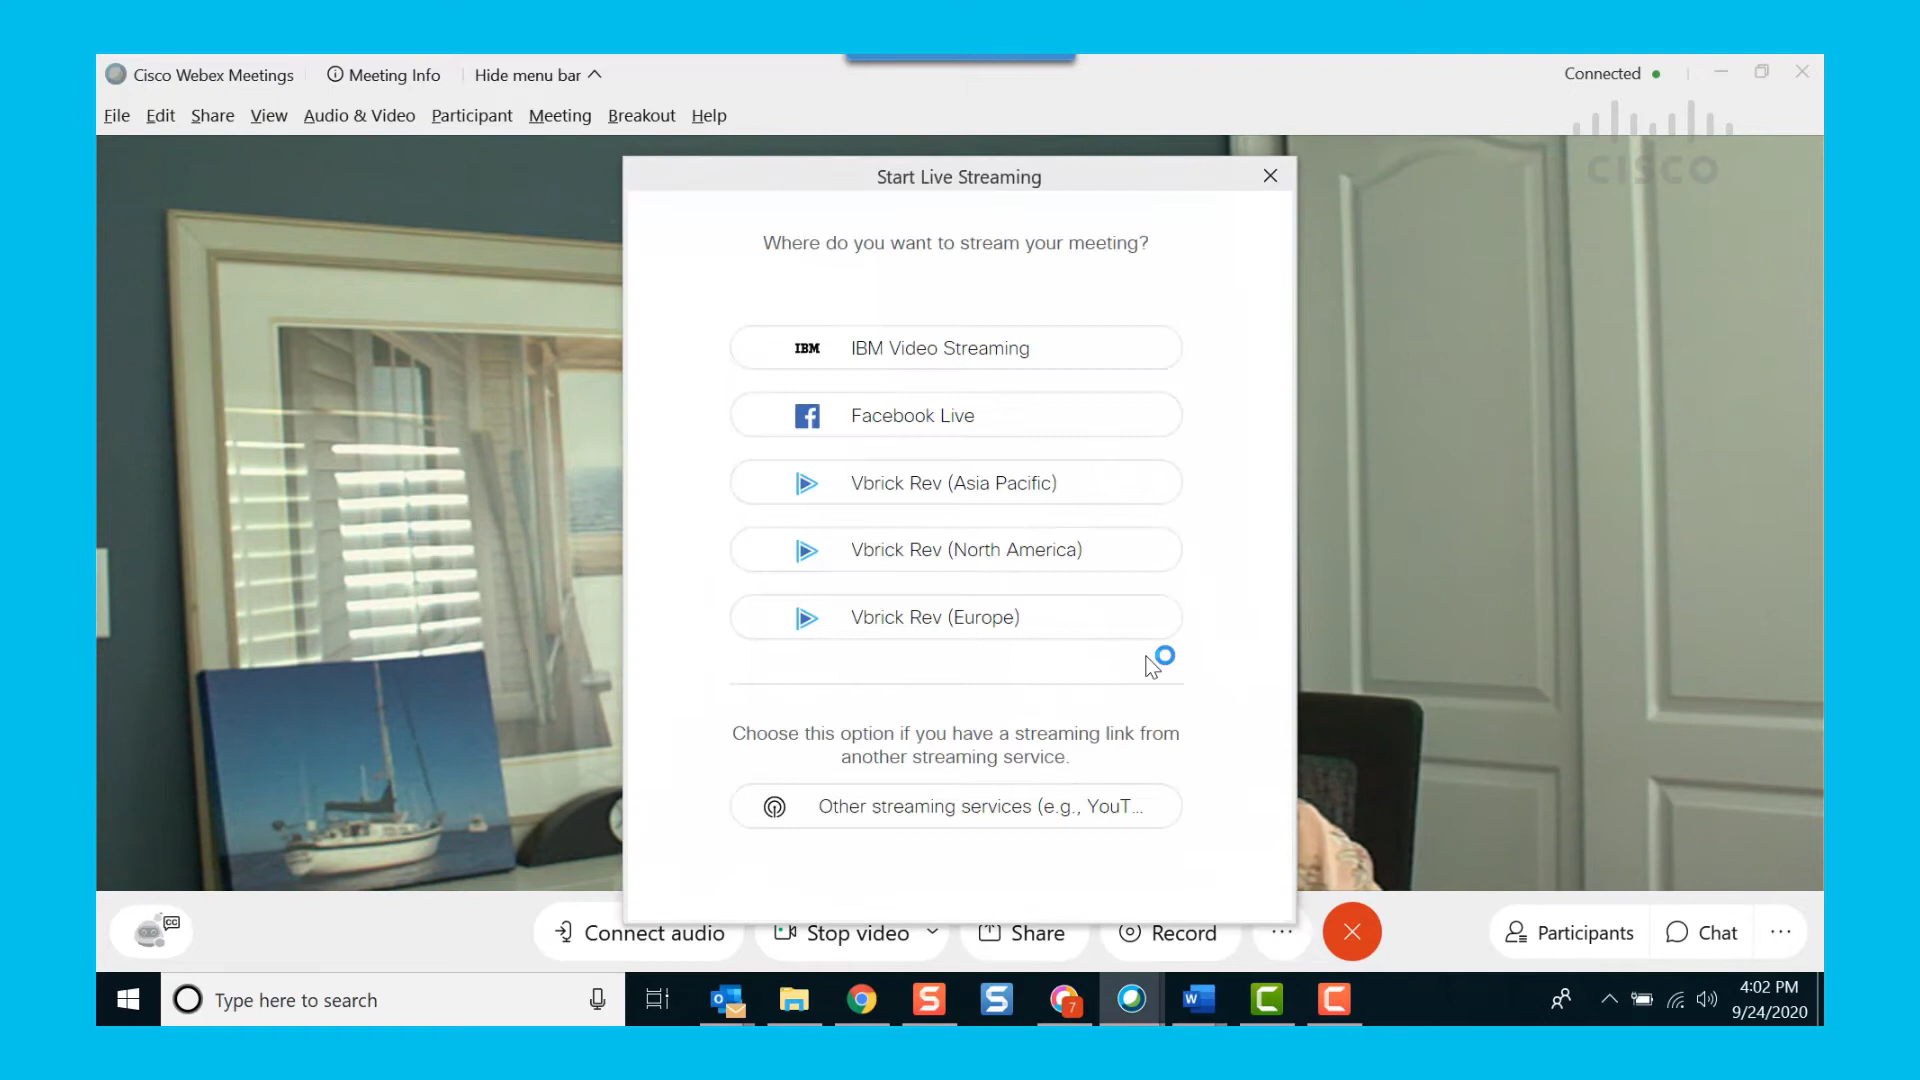 Cisco Webex Meetings
Meeting Info
Hide menu bar
Connected
File Edit Share View Audio & Video Participant Meeting Breakout Help
CISCO
Start Live Streaming
Where do you want to stream your meeting?
IBM IBM Video Streaming
Facebook Live
Vbrick Rev (Asia Pacific)
Vbrick Rev (North America)
Vbrick Rev (Europe)
Choose this option if you have a streaming link from
another streaming service.
Other streaming services (e.g., YouT...
CC
Connect audio
Stop video
Share
Record
Participants
Chat
Type here to search
7
4:02 PM
9/24/2020